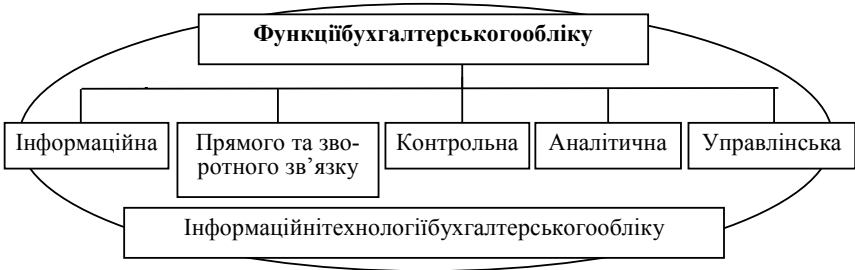 Функціїбухгалтерськогообліку
Інформаційна
Прямого та зво-
ротного зв’язку
Контрольна
Аналітична
Управлінська
Інформаційнітехнологіїбухгалтерськогообліку